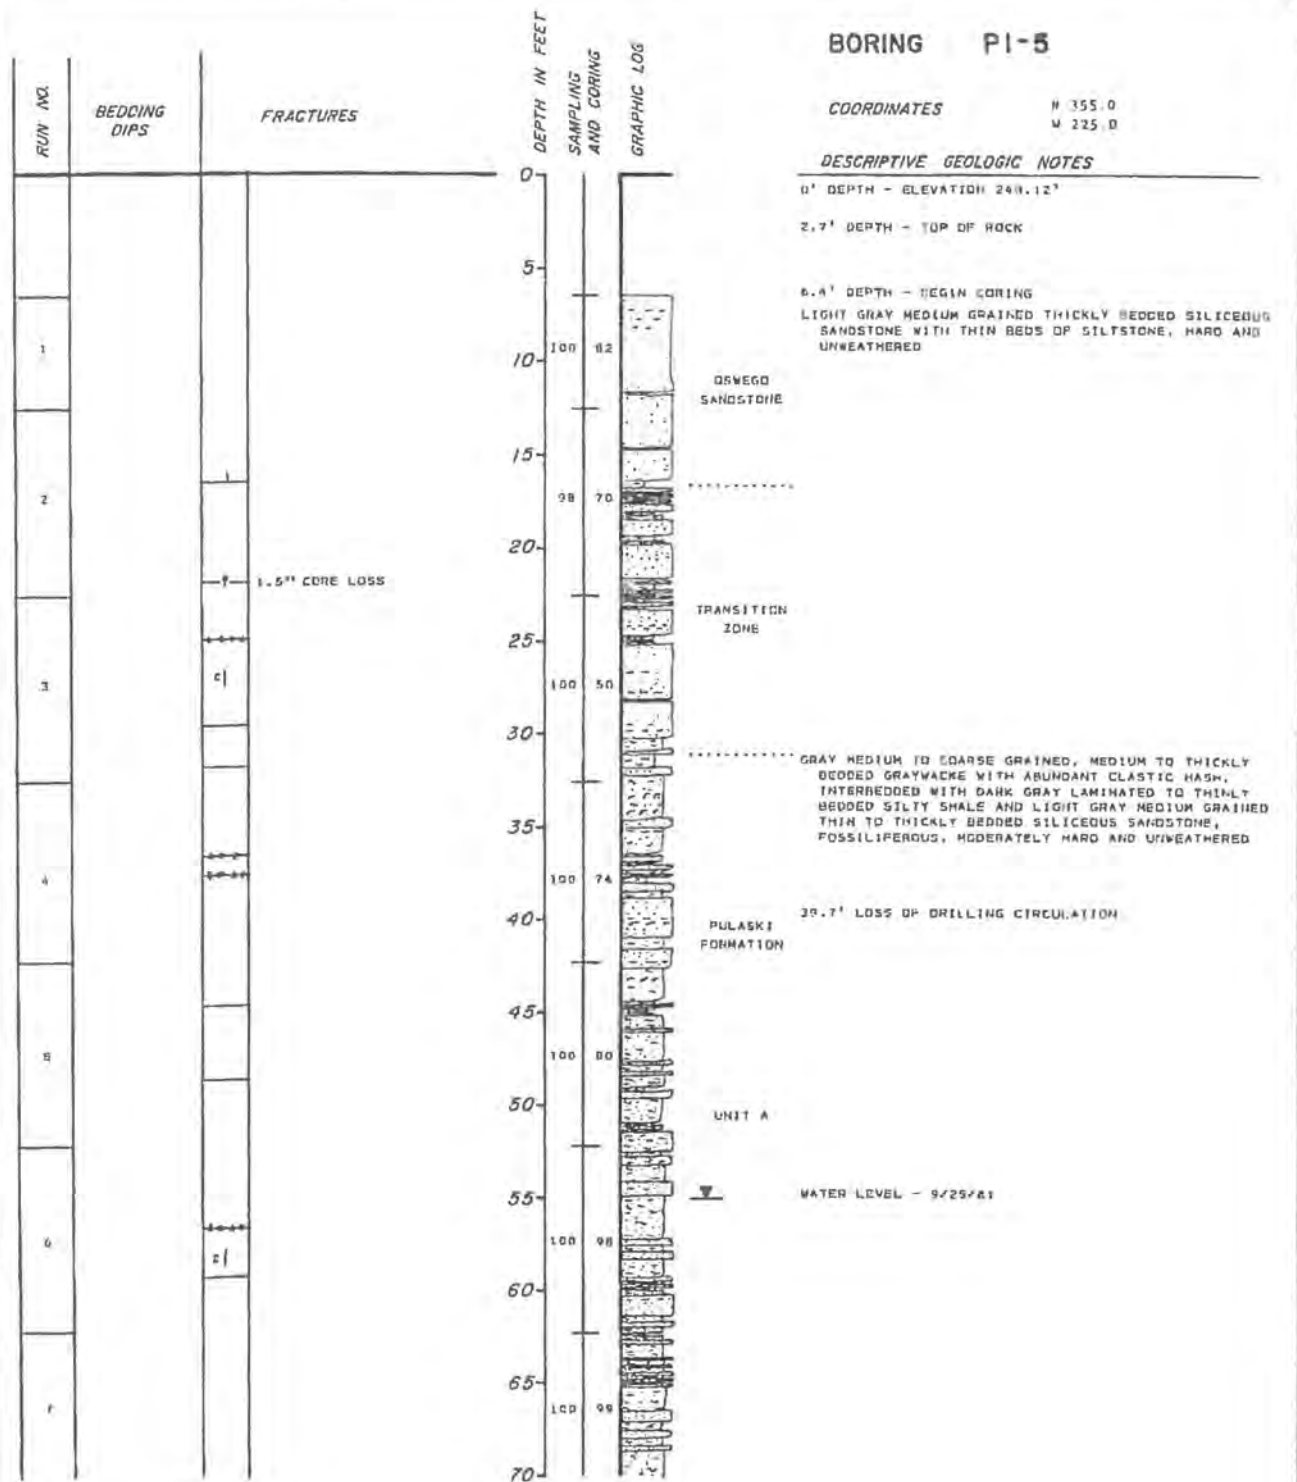 BORING PI-5
COORDINATES N 355.0
W 225.0
RUN NO.
BEDDING
DIPS
FRACTURES
DEPTH IN FEET
SAMPLING
AND CORING
GRAPHIC LOG
DESCRIPTIVE GEOLOGIC NOTES
0
0' DEPTH - ELEVATION
2.7' DEPTH - TOP OF ROCK
5
DEPTH - BEGIN CORING
LIGHT GRAY MEDIUM GRAINED THICKLY BEDDED SILICEOUS
SANDSTONE WITH THIN BEDS OF SILTSTONE, HARD AND
UNWEATHERED
1
10
100 82
OSWEGO
SANDSTONE
15
2
98 70
20
1.5" CORE LOSS
TRANSITION
ZONE
25
3
c
100 50
30
GRAY MEDIUM TO COARSE GRAINED, MEDIUM TO THICKLY
BEDDED GRAYWACKE WITH ABUNDANT CLASTIC HASH,
INTERBEDDED WITH DARK GRAY LAMINATED TO THINLY
BEDDED SILTY SHALE AND LIGHT GRAY MEDIUM GRAINED
THIN TO THICKLY BEDDED SILICEOUS SANDSTONE,
FOSSILIFEROUS, MODERATELY HARD AND UNWEATHERED
35
4
100 74
40
39.7' LOSS OF DRILLING CIRCULATION
PULASKI
FORMATION
45
5
100 80
50
UNIT A
55
WATER LEVEL - 9/25/81
6
100 98
60
65
100 99
70